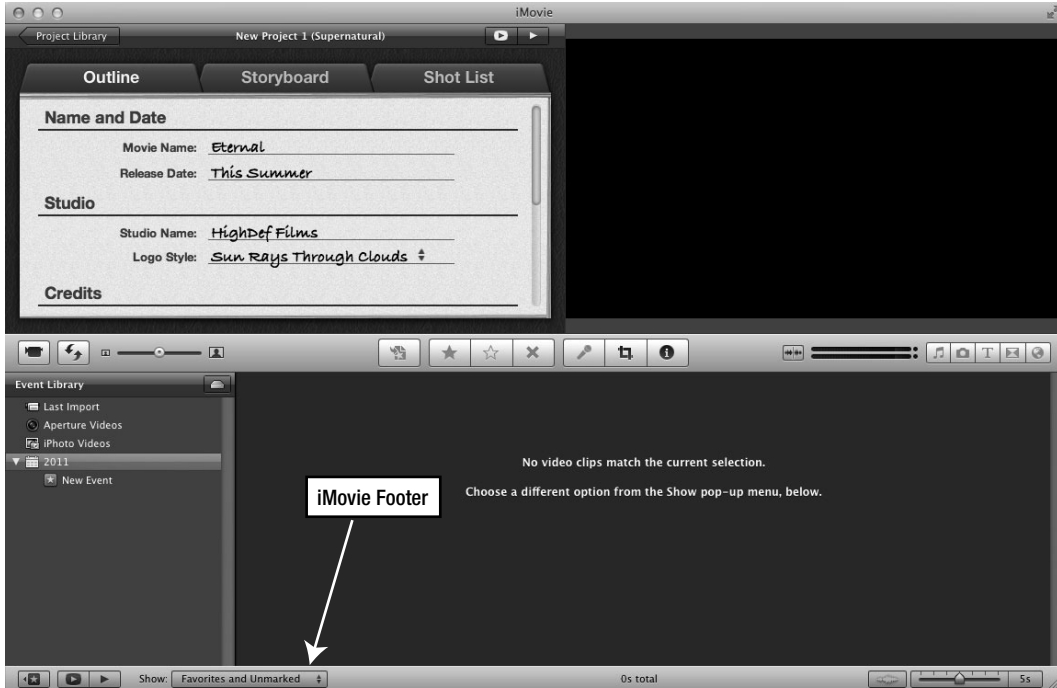 iMovie
Project Library
New Project 1 (Supernatural)
Outline
Storyboard
Shot List
Name and Date
Movie Name: Eternal
Release Date: This Summer
Studio
Studio Name: HighDef Films
Logo Style: Sun Rays Through Clouds
Credits
T
Event Library
Last Import
Aperture Videos
iPhoto Videos
2011
New Event
No video clips match the current selection.
Choose a different option from the Show pop-up menu, below.
iMovie Footer
Show: Favorites and Unmarked
0s total
5s